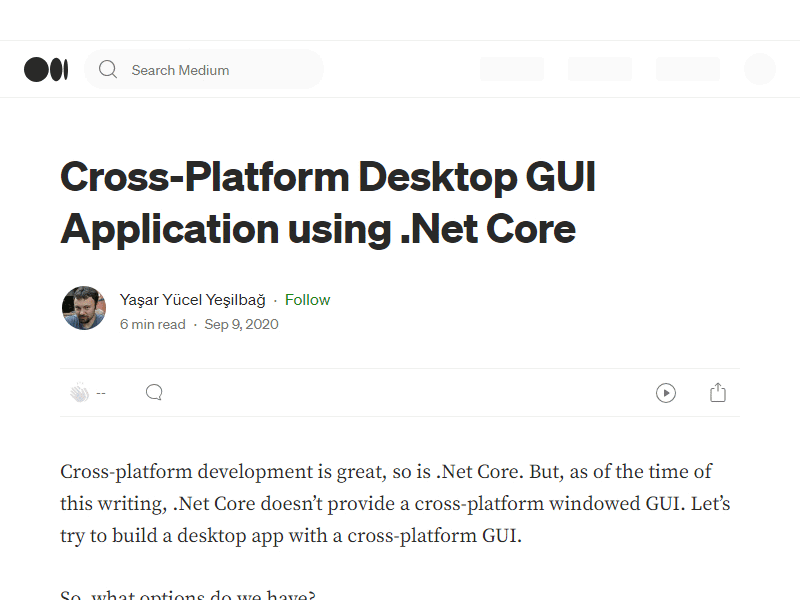 Search Medium
Cross-Platform Desktop GUI
Application using .Net Core
Yaşar Yücel Yeşilbağ · Follow
6 min read · Sep 9, 2020
--
Cross-platform development is great, so is .Net Core. But, as of the time of
this writing, .Net Core doesn’t provide a cross-platform windowed GUI. Let’s
try to build a desktop app with a cross-platform GUI.
So, what options do we have?